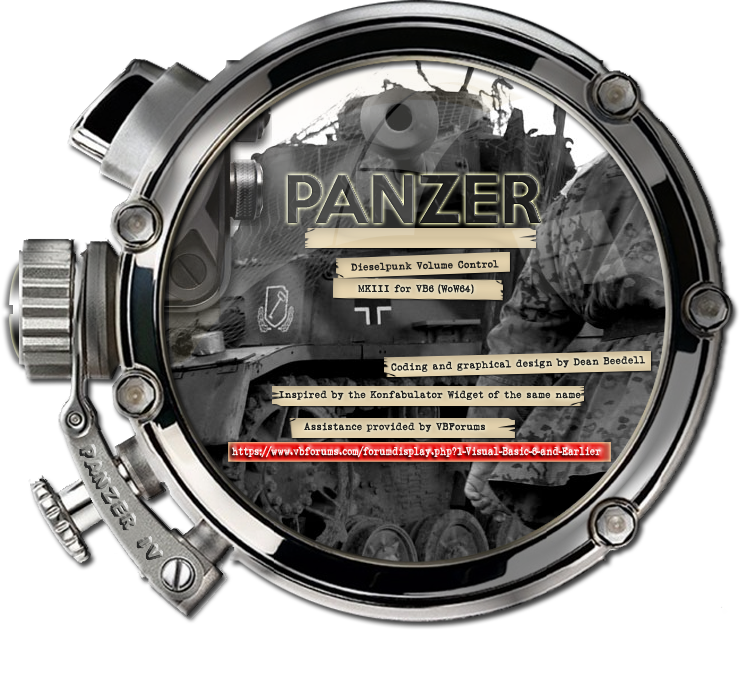 PANZER
Dieselpunk Volume Control
MKIII for VB6 (WoW64)
Coding and graphical design by Dean Beedell
Inspired by the Konfabulator Widget of the same name
Assistance provided by VBForums
https://www.vbforums.com/forumdisplay.php?1-Visual-Basic-6-and-Earlier
PANZER IV